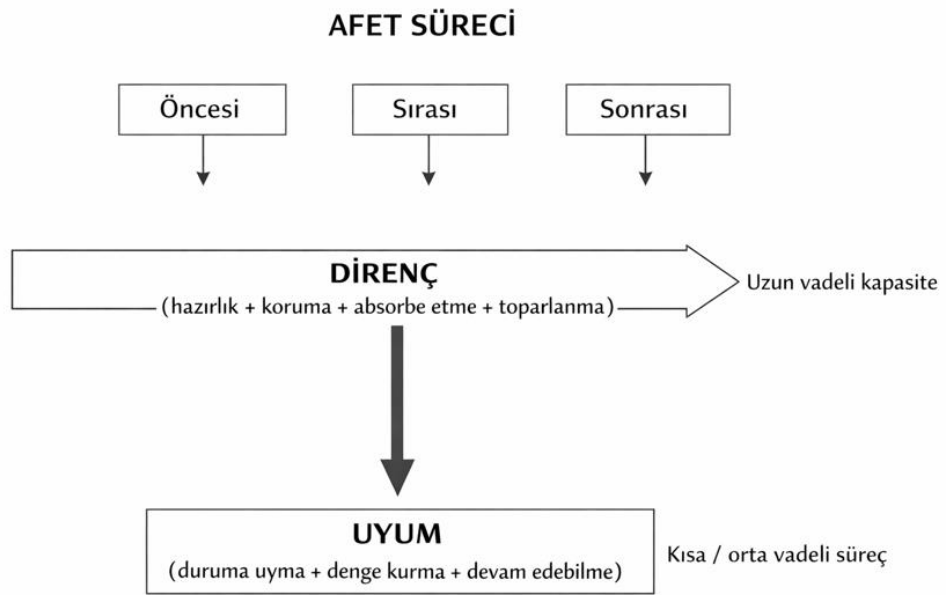 AFET SÜRECİ
Öncesi
Sırası
Sonrası
DİRENÇ
(hazırlık + koruma + absorbe etme + toparlanma)
Uzun vadeli kapasite
UYUM
(duruma uyma + denge kurma + devam edebilme)
Kısa / orta vadeli süreç